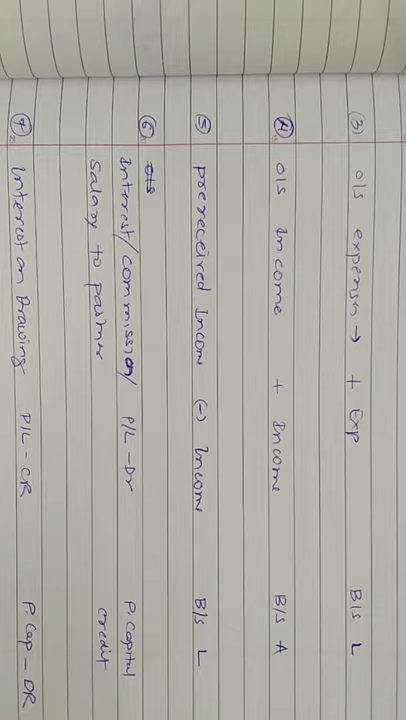 (3) o/s expenses → + Exp B/s L
(4) o/s Income + Income B/s A
(5) prereceived Income (-) Income B/s L
(6) Interest/commission/ P/L - Dr P. Capital
salary to partner credit
(7) Interest on Drawing P/L - CR P. Cap - DR